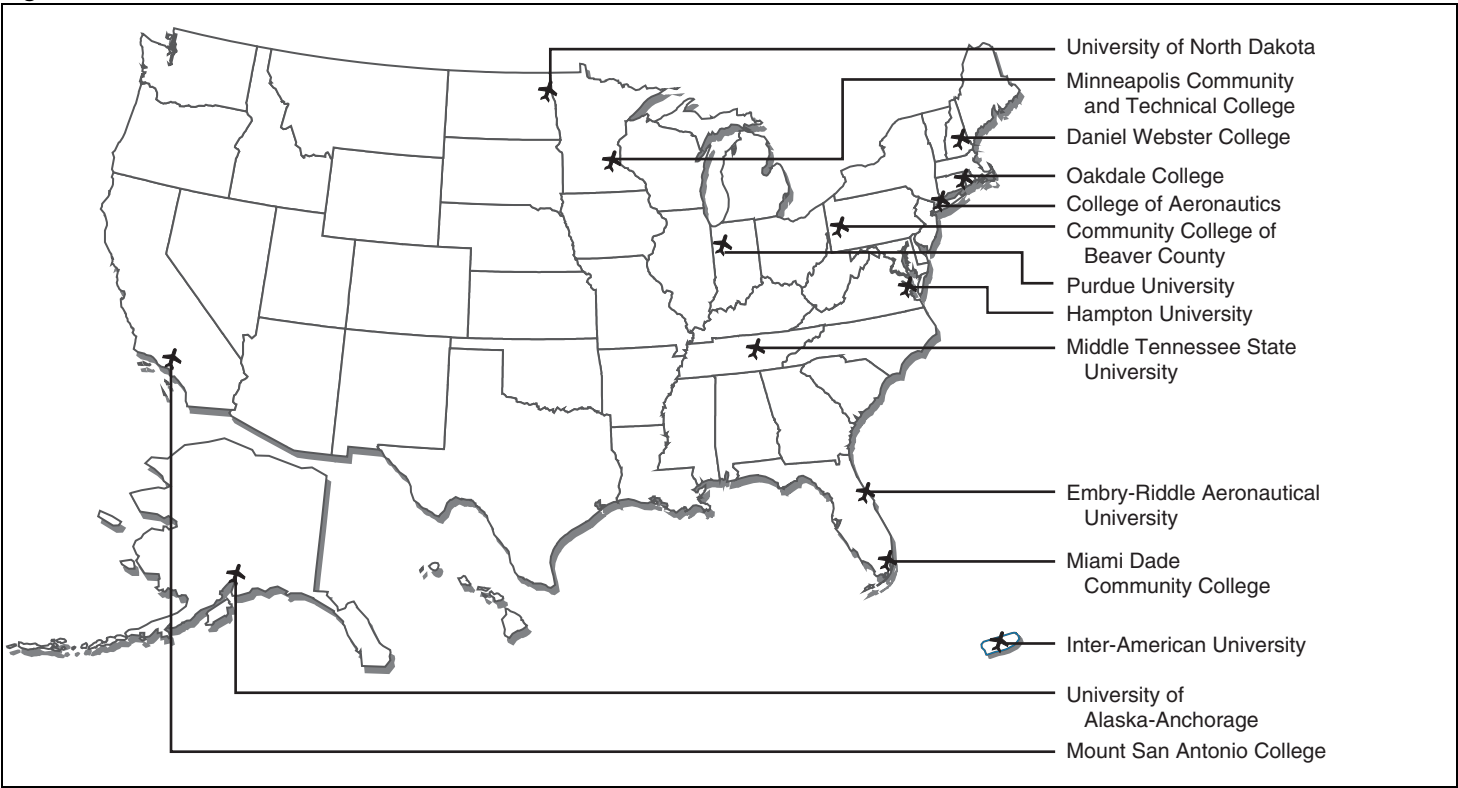 University of North Dakota
Minneapolis Community
and Technical College
Daniel Webster College
Oakdale College
College of Aeronautics
Community College of
Beaver County
Purdue University
Hampton University
Middle Tennessee State
University
Embry-Riddle Aeronautical
University
Miami Dade
Community College
Inter-American University
University of
Alaska-Anchorage
Mount San Antonio College